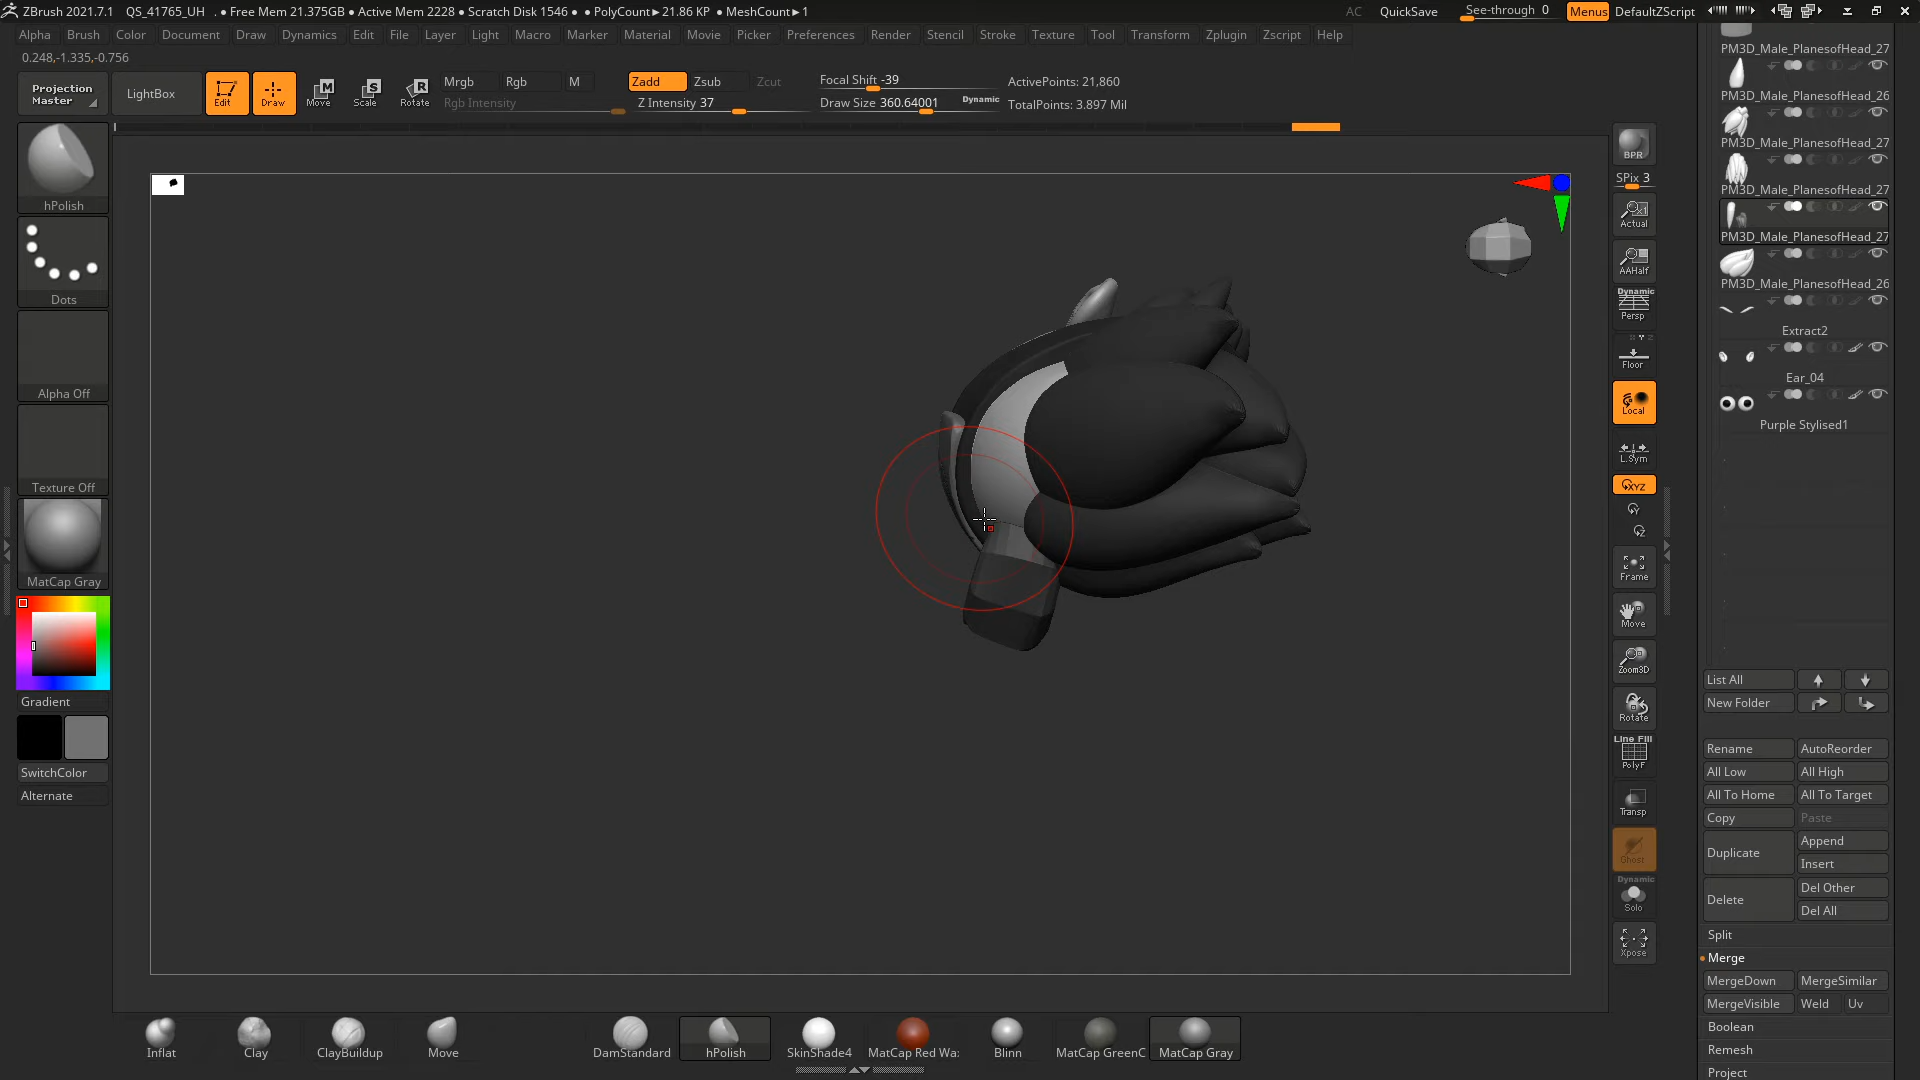 ZBrush 2021.7.1 QS_41765_UH . • Free Mem 21.375GB • Active Mem 2228 • Scratch Disk 1546 • • PolyCount► 21.86 KP • MeshCount► 1 AC QuickSave See-through 0 Menus DefaultZScript
Alpha Brush Color Document Draw Dynamics Edit File Layer Light Macro Marker Material Movie Picker Preferences Render Stencil Stroke Texture Tool Transform Zplugin Zscript Help
0.248,-1.335,-0.756
Projection Master
LightBox
Edit
Draw
Move
Scale
Rotate
Mrgb Rgb M
Rgb Intensity
Zadd Zsub Zcut
Z Intensity 37
Focal Shift -39
Draw Size 360.64001 Dynamic
ActivePoints: 21,860
TotalPoints: 3.897 Mil
hPolish
Dots
Alpha Off
Texture Off
MatCap Gray
Gradient
SwitchColor
Alternate
BPR
SPix 3
Actual
AAHalf
Dynamic
Persp
Floor
Local
L.Sym
XYZ
Y
Z
Frame
Move
Zoom3D
Rotate
Line Fill
PolyF
Transp
Ghost
Dynamic
Solo
Xpose
PM3D_Male_PlanesofHead_27
PM3D_Male_PlanesofHead_26
PM3D_Male_PlanesofHead_27
PM3D_Male_PlanesofHead_27
PM3D_Male_PlanesofHead_27
PM3D_Male_PlanesofHead_26
Extract2
Ear_04
Purple Stylised1
List All
New Folder
Rename AutoReorder
All Low All High
All To Home All To Target
Copy Paste
Duplicate Append
Insert
Delete Del Other
Del All
Split
Merge
MergeDown MergeSimilar
MergeVisible Weld Uv
Boolean
Remesh
Project
Inflat Clay ClayBuildup Move DamStandard hPolish SkinShade4 MatCap Red Wa: Blinn MatCap GreenC MatCap Gray